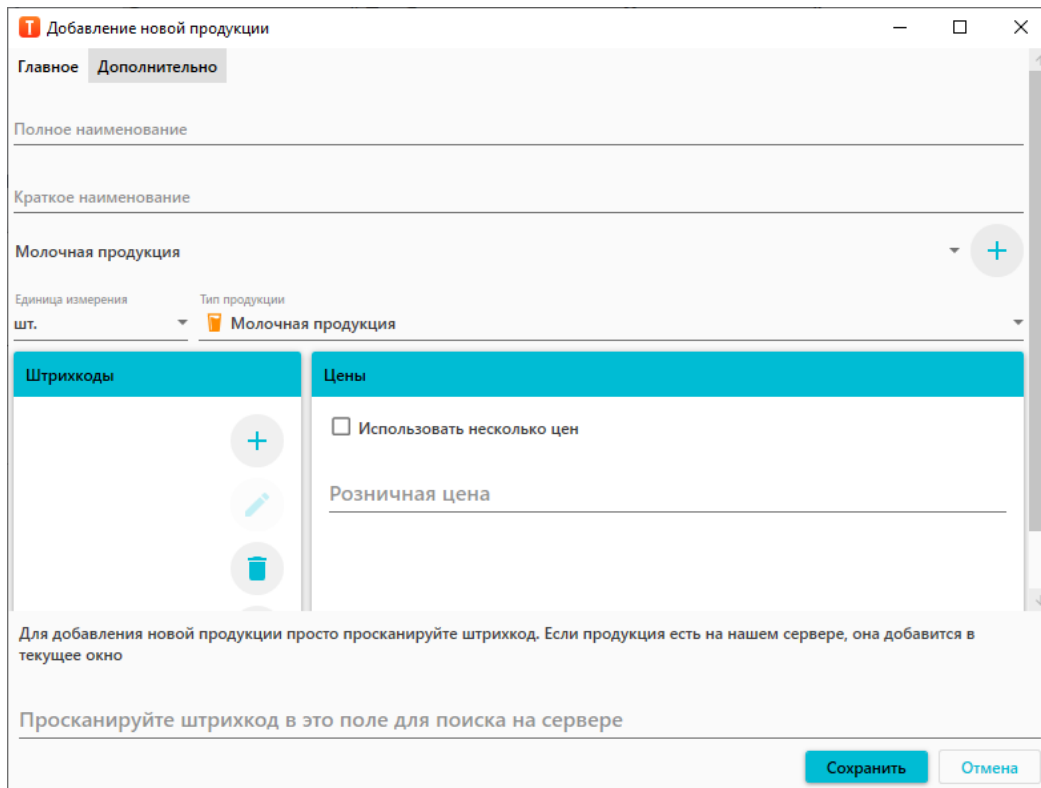 T Добавление новой продукции
Главное Дополнительно
Полное наименование
Краткое наименование
Молочная продукция
Единица измерения Тип продукции
шт. Молочная продукция
Штрихкоды Цены
Использовать несколько цен
Розничная цена
Для добавления новой продукции просто просканируйте штрихкод. Если продукция есть на нашем сервере, она добавится в
текущее окно
Просканируйте штрихкод в это поле для поиска на сервере
Сохранить Отмена